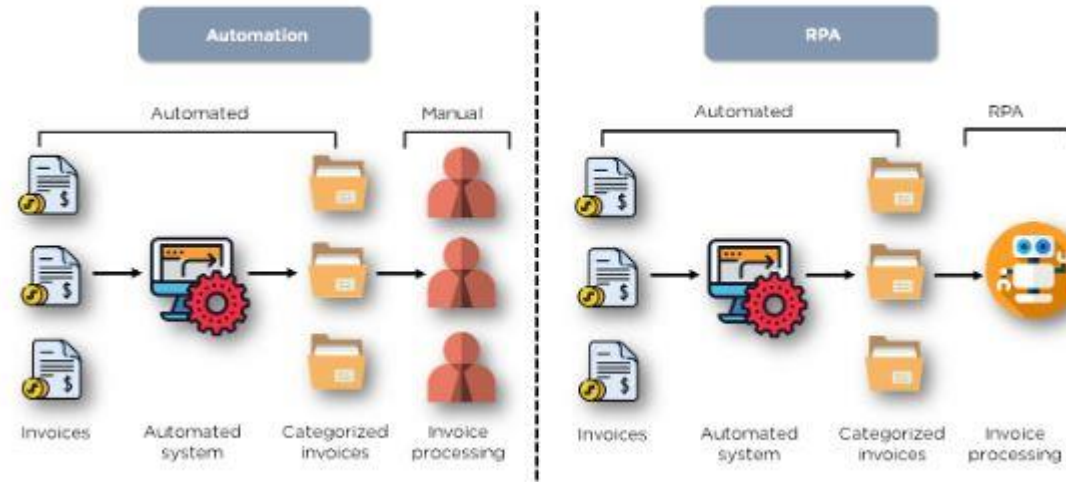 Automation
Automated
Manual
Invoices
Automated
system
Categorized
invoices
Invoice
processing
RPA
Automated
RPA
Invoices
Automated
system
Categorized
invoices
Invoice
processing